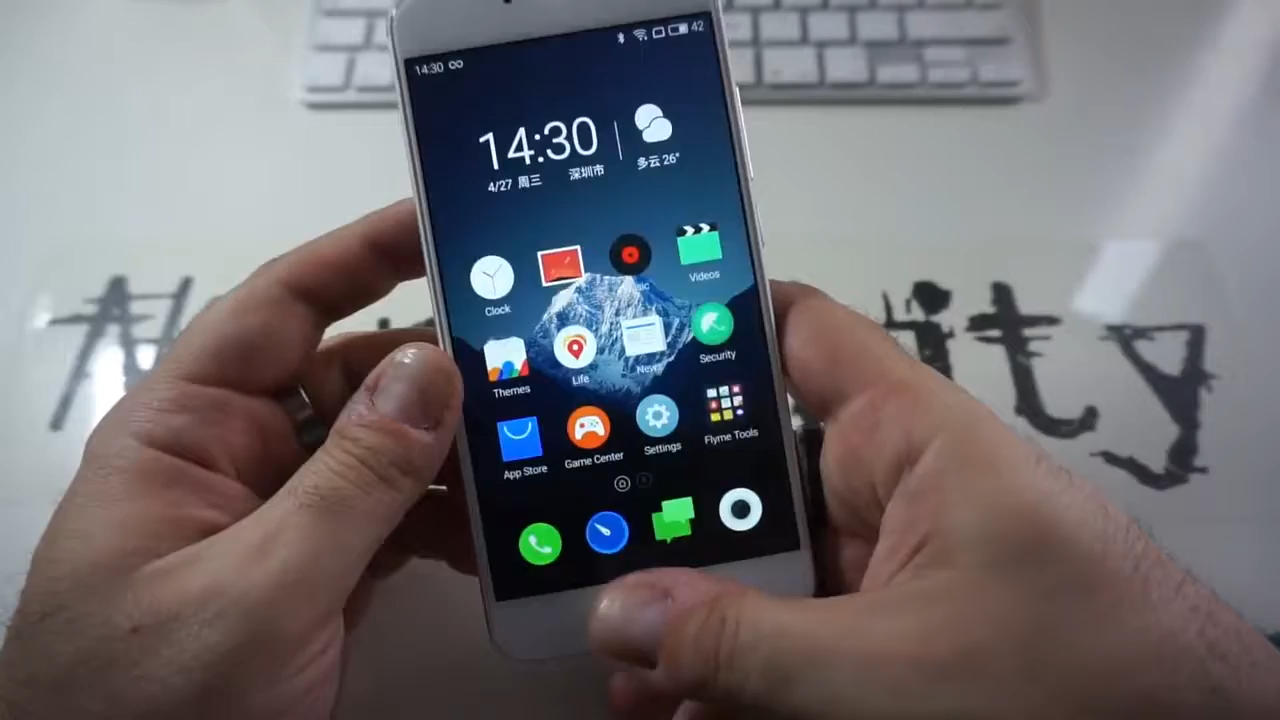 42
14:30
14:30
4/27 周三 深圳市
多云 26°
Clock
Videos
Themes
Life
News
Security
App Store
Game Center
Settings
Flyme Tools